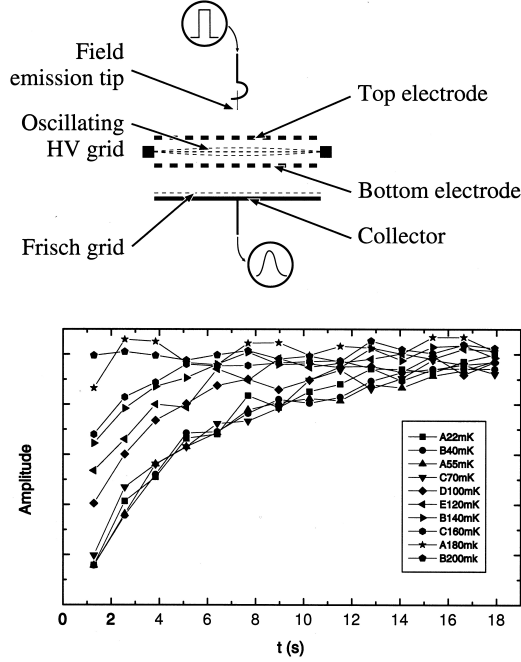 Field
emission tip
Top electrode
Oscillating
HV grid
Bottom electrode
Frisch grid
Collector
Amplitude
A22mK
B40mK
A55mK
C70mK
D100mK
E120mK
B140mK
C160mK
A180mk
B200mk
0 2 4 6 8 10 12 14 16 18
t (s)